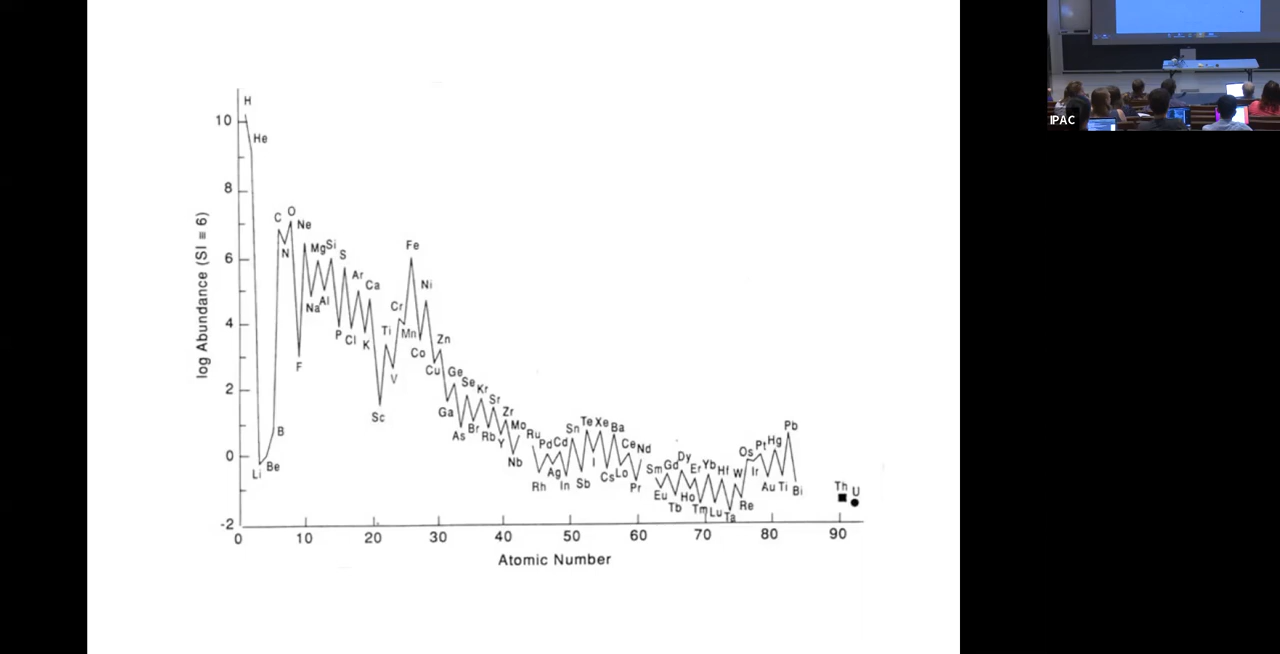 H
He
C
O
N
Ne
F
Na
Mg
Al
Si
P
S
Cl
Ar
K
Ca
Sc
Ti
V
Cr
Mn
Fe
Co
Ni
Cu
Zn
Ga
Ge
As
Se
Br
Kr
Rb
Sr
Y
Zr
Nb
Mo
Ru
Rh
Pd
Ag
Cd
In
Sn
Sb
Te
I
Xe
Cs
Ba
Lo
Ce
Pr
Nd
Sm
Eu
Gd
Tb
Dy
Ho
Er
Tm
Yb
Lu
Hf
Ta
W
Re
Os
Ir
Pt
Au
Hg
Ti
Pb
Bi
Th
U
Li
Be
B
10
8
6
4
2
0
-2
log Abundance (SI ≡ 6)
0 10 20 30 40 50 60 70 80 90
Atomic Number
IPAC